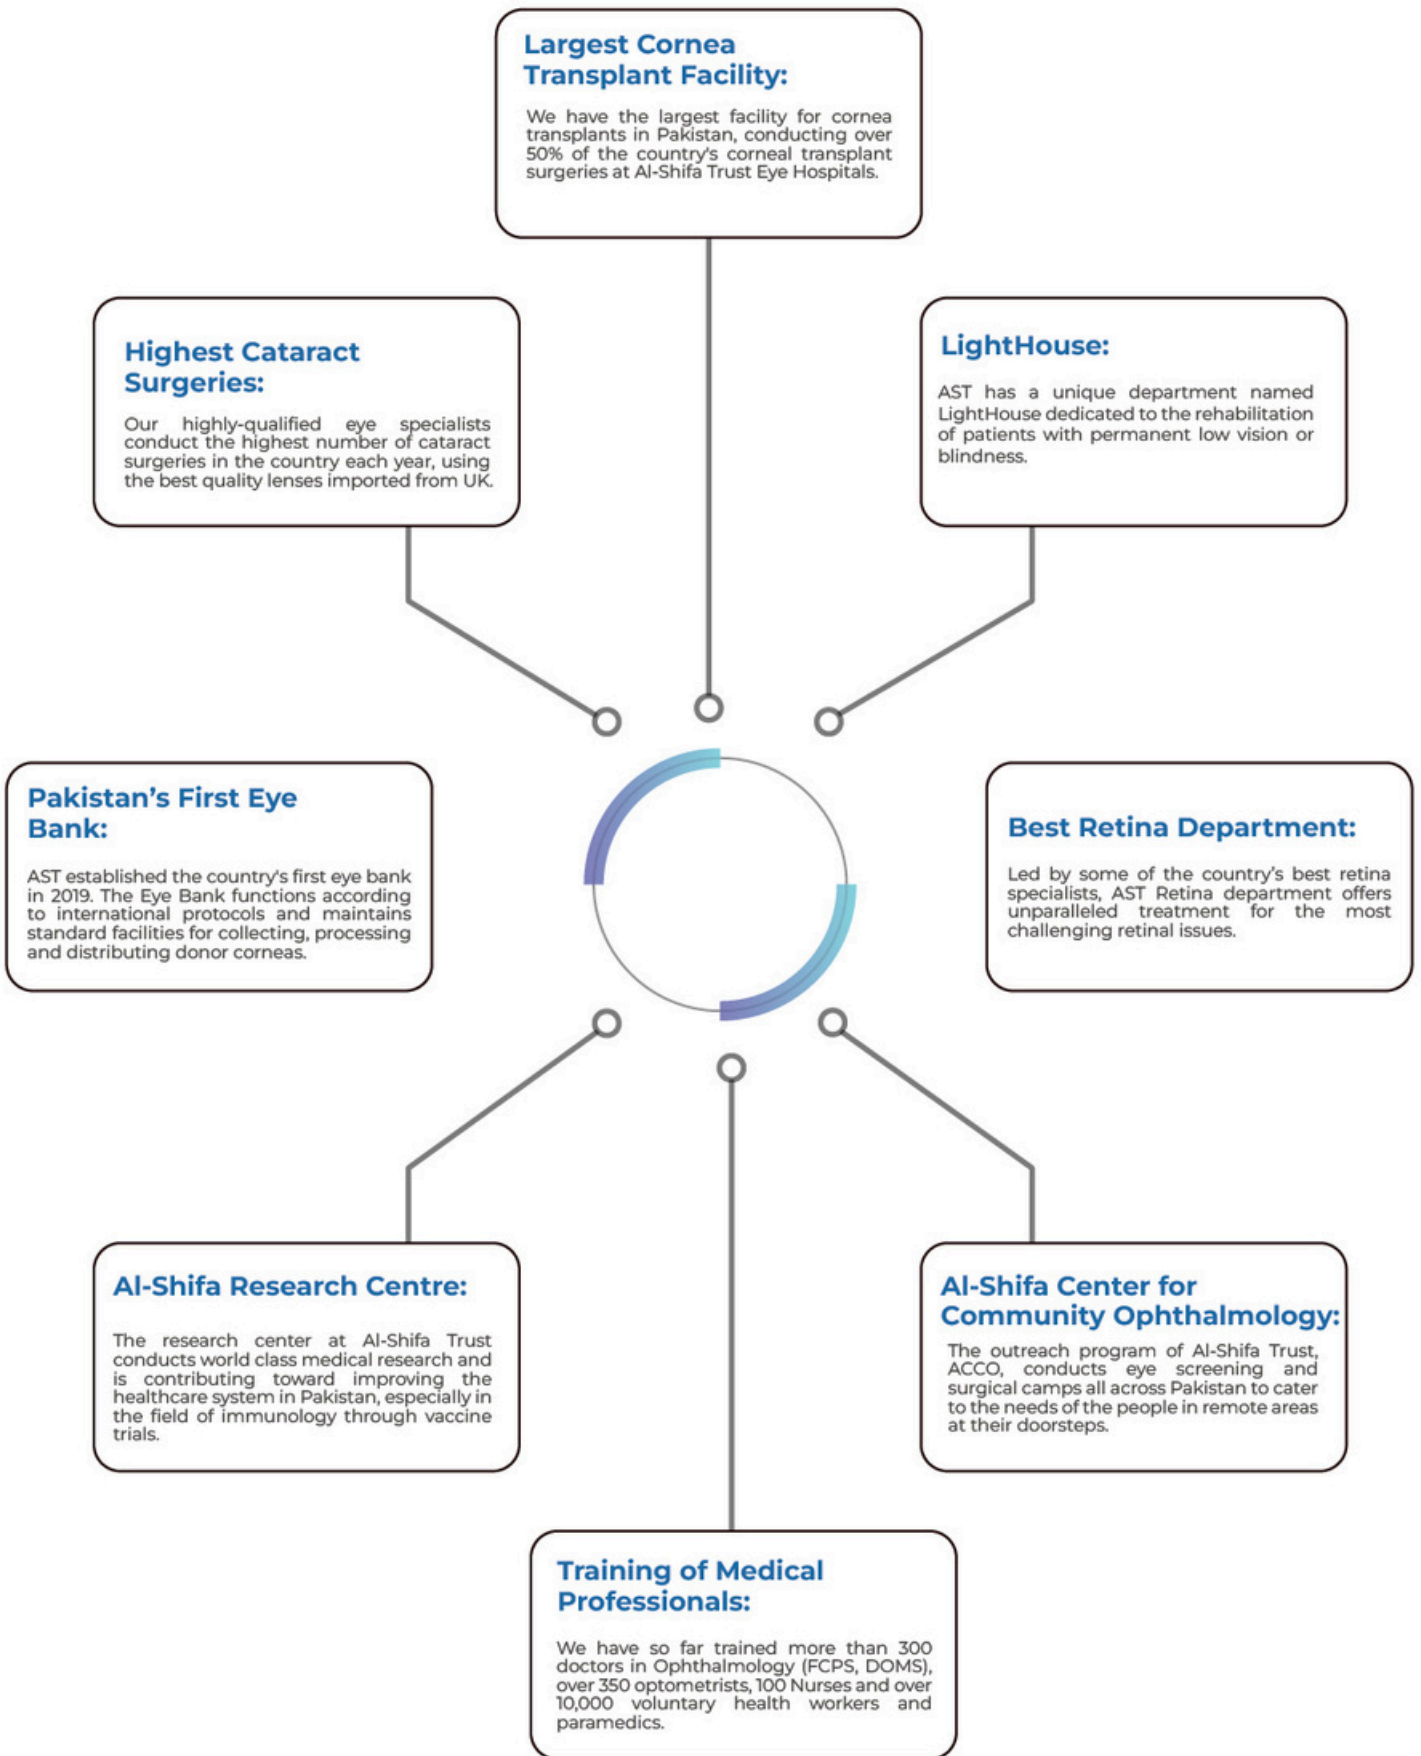 Largest Cornea
Transplant Facility:
We have the largest facility for cornea
transplants in Pakistan, conducting over
50% of the country's corneal transplant
surgeries at Al-Shifa Trust Eye Hospitals.
Highest Cataract
Surgeries:
Our highly-qualified eye specialists
conduct the highest number of cataract
surgeries in the country each year, using
the best quality lenses imported from UK.
LightHouse:
AST has a unique department named
LightHouse dedicated to the rehabilitation
of patients with permanent low vision or
blindness.
Pakistan’s First Eye
Bank:
AST established the country's first eye bank
in 2019. The Eye Bank functions according
to international protocols and maintains
standard facilities for collecting, processing
and distributing donor corneas.
Best Retina Department:
Led by some of the country’s best retina
specialists, AST Retina department offers
unparalleled treatment for the most
challenging retinal issues.
Al-Shifa Research Centre:
The research center at Al-Shifa Trust
conducts world class medical research and
is contributing toward improving the
healthcare system in Pakistan, especially in
the field of immunology through vaccine
trials.
Al-Shifa Center for
Community Ophthalmology:
The outreach program of Al-Shifa Trust,
ACCO, conducts eye screening and
surgical camps all across Pakistan to cater
to the needs of the people in remote areas
at their doorsteps.
Training of Medical
Professionals:
We have so far trained more than 300
doctors in Ophthalmology (FCPS, DOMS),
over 350 optometrists, 100 Nurses and over
10,000 voluntary health workers and
paramedics.